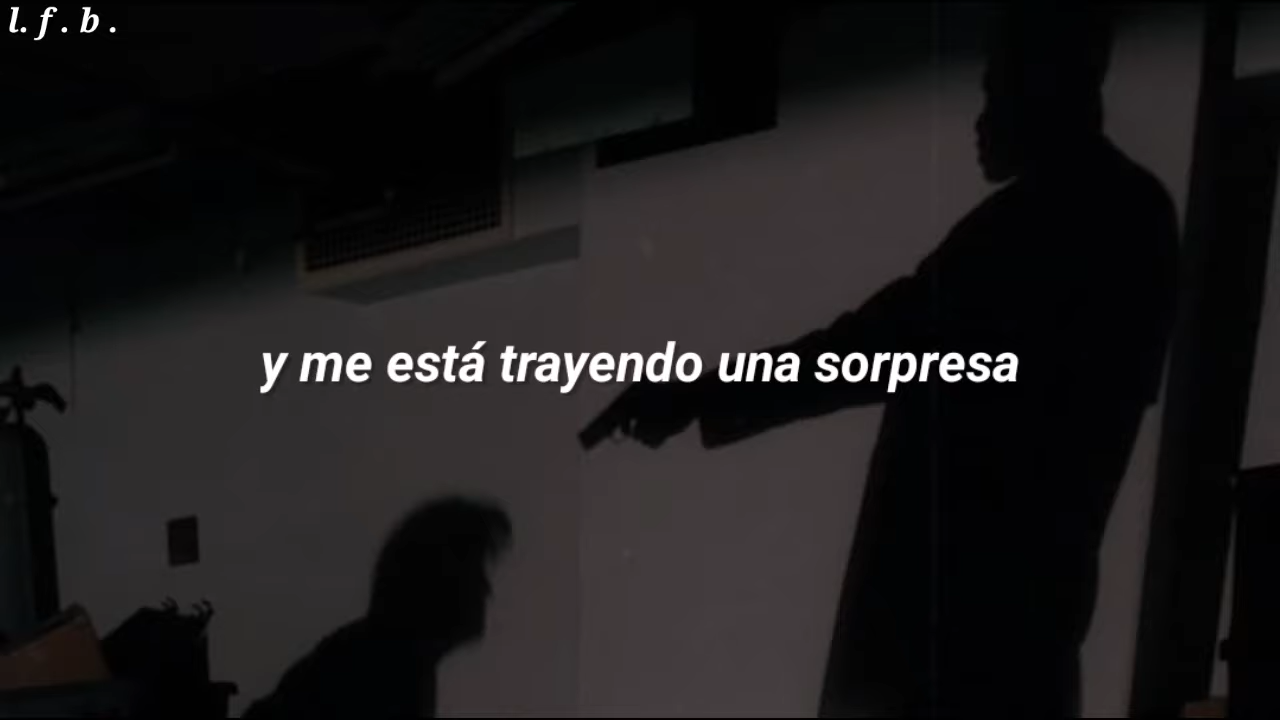 l. f . b .
y me está trayendo una sorpresa